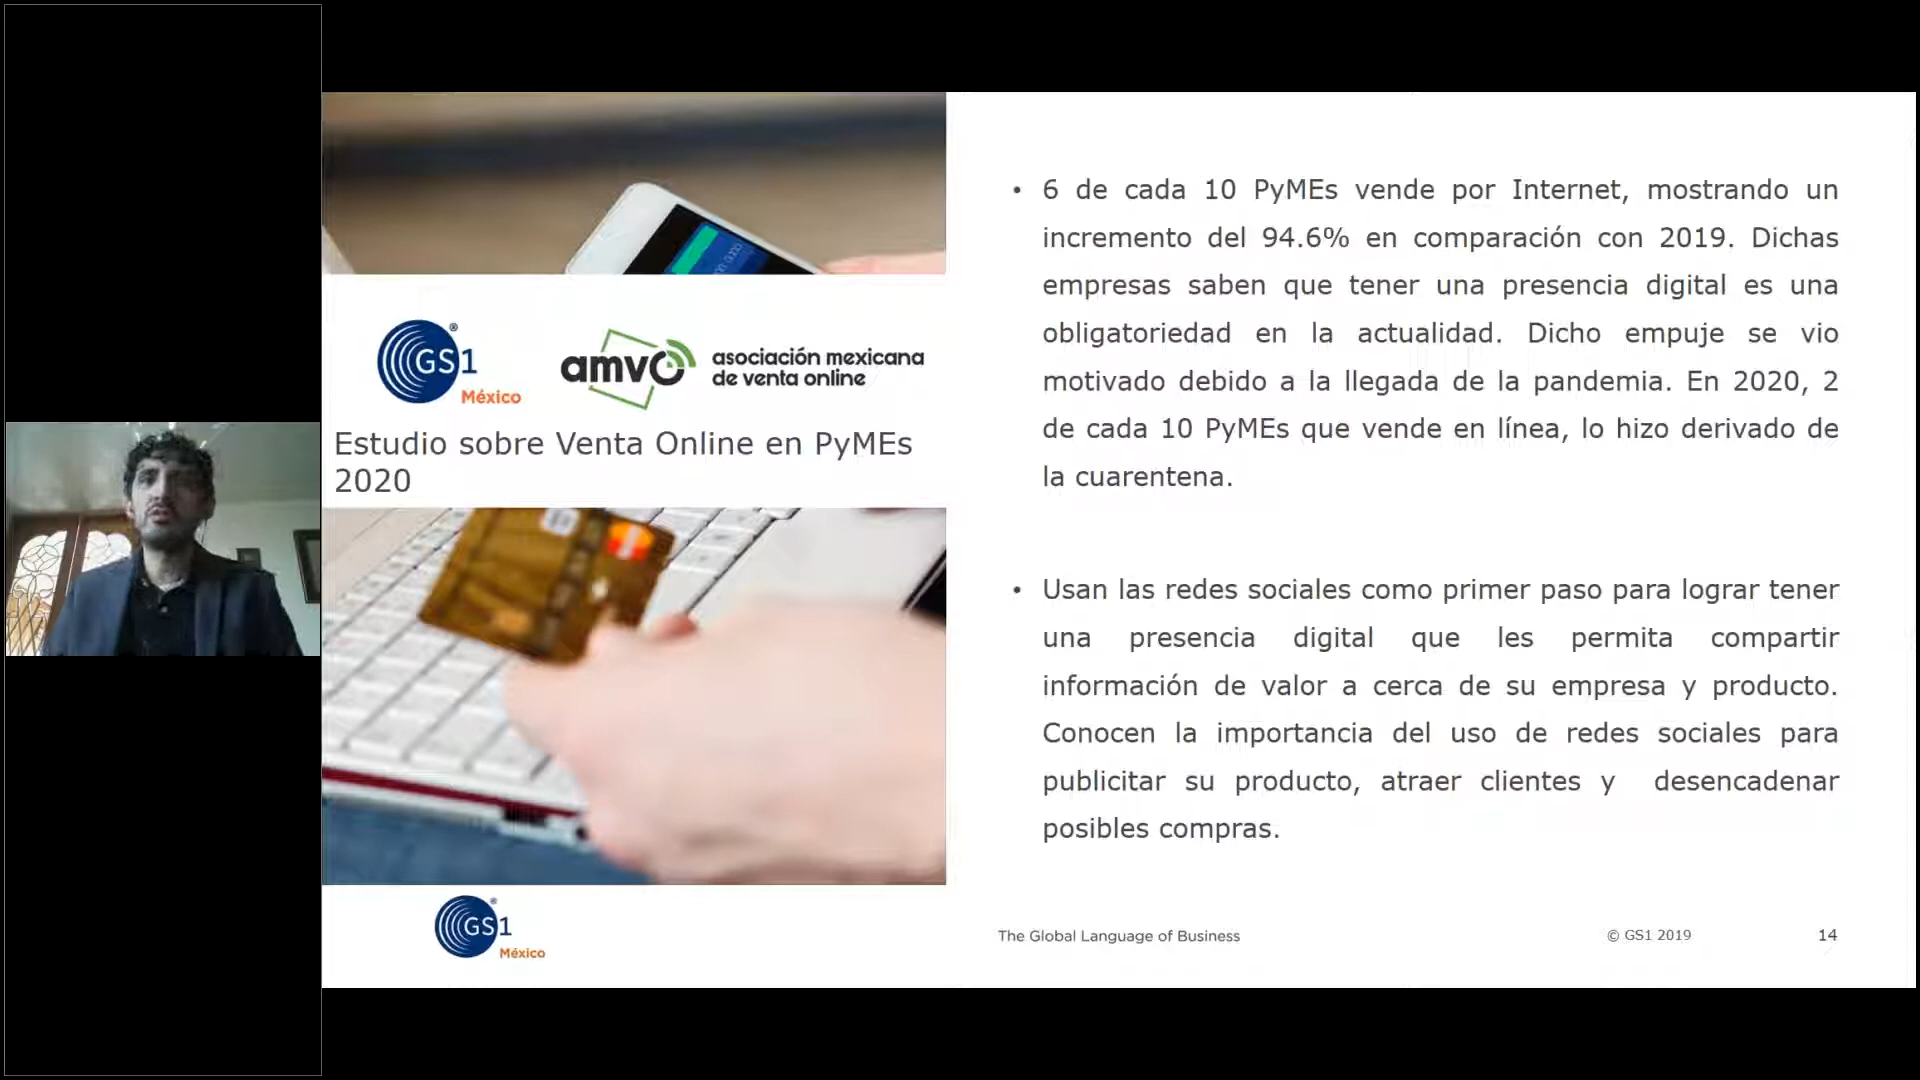 GS1
®
México
amvo
asociación mexicana
de venta online
Estudio sobre Venta Online en PyMEs
2020
• 6 de cada 10 PyMEs vende por Internet, mostrando un
incremento del 94.6% en comparación con 2019. Dichas
empresas saben que tener una presencia digital es una
obligatoriedad en la actualidad. Dicho empuje se vio
motivado debido a la llegada de la pandemia. En 2020, 2
de cada 10 PyMEs que vende en línea, lo hizo derivado de
la cuarentena.
• Usan las redes sociales como primer paso para lograr tener
una presencia digital que les permita compartir
información de valor a cerca de su empresa y producto.
Conocen la importancia del uso de redes sociales para
publicitar su producto, atraer clientes y desencadenar
posibles compras.
GS1
®
México
The Global Language of Business
© GS1 2019
14